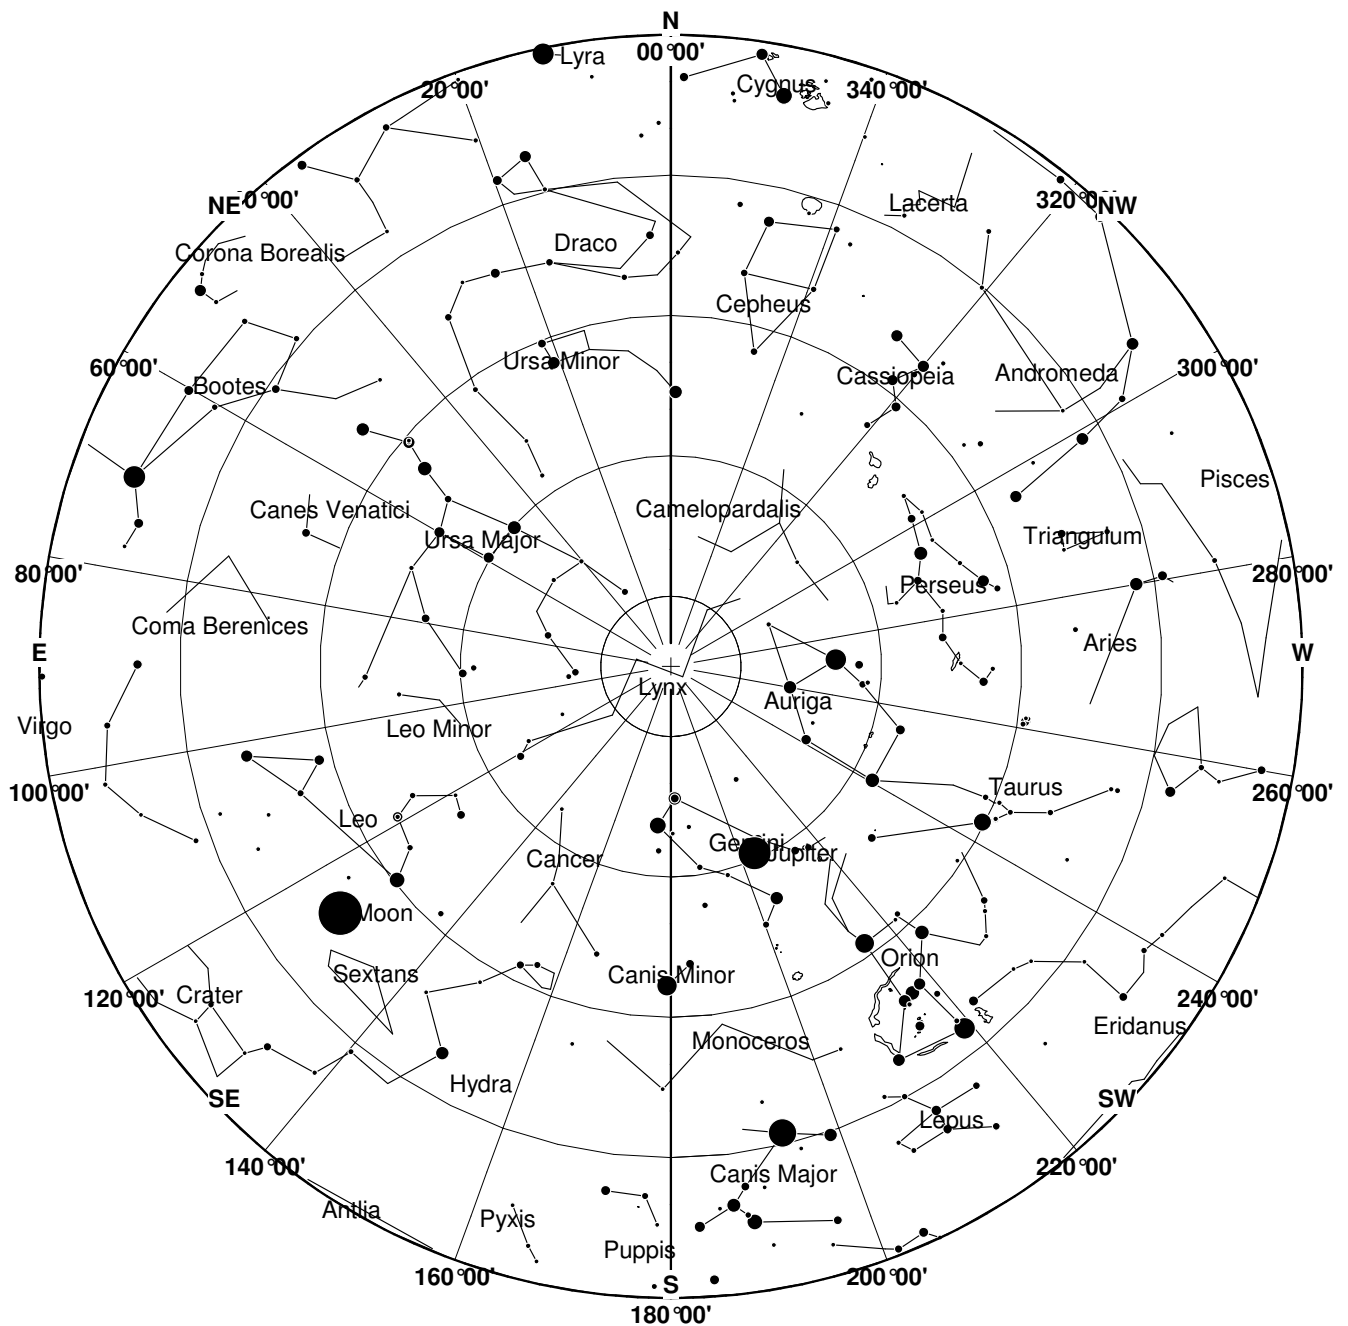 N
00°00'
Lyra
Cygnus
20°00'
340°00'
NE
0°00'
Lacerta
320°0
NW
Corona Borealis
Draco
Cepheus
Ursa Minor
60°00'
Bootes
Cassiopeia
Andromeda
300°00'
Pisces
Canes Venatici
Camelopardalis
Ursa Major
Triangulum
80°00'
Perseus
280°00'
Coma Berenices
Aries
E
W
Lynx
Auriga
Virgo
Leo Minor
100°00'
Taurus
260°00'
Leo
Gemini
Jupiter
Cancer
Moon
Orion
Sextans
Canis Minor
120°00'
Crater
240°00'
Eridanus
Monoceros
Hydra
SE
SW
Lepus
140°00'
Canis Major
220°00'
Antlia
Pyxis
Puppis
160°00'
S
200°00'
180°00'